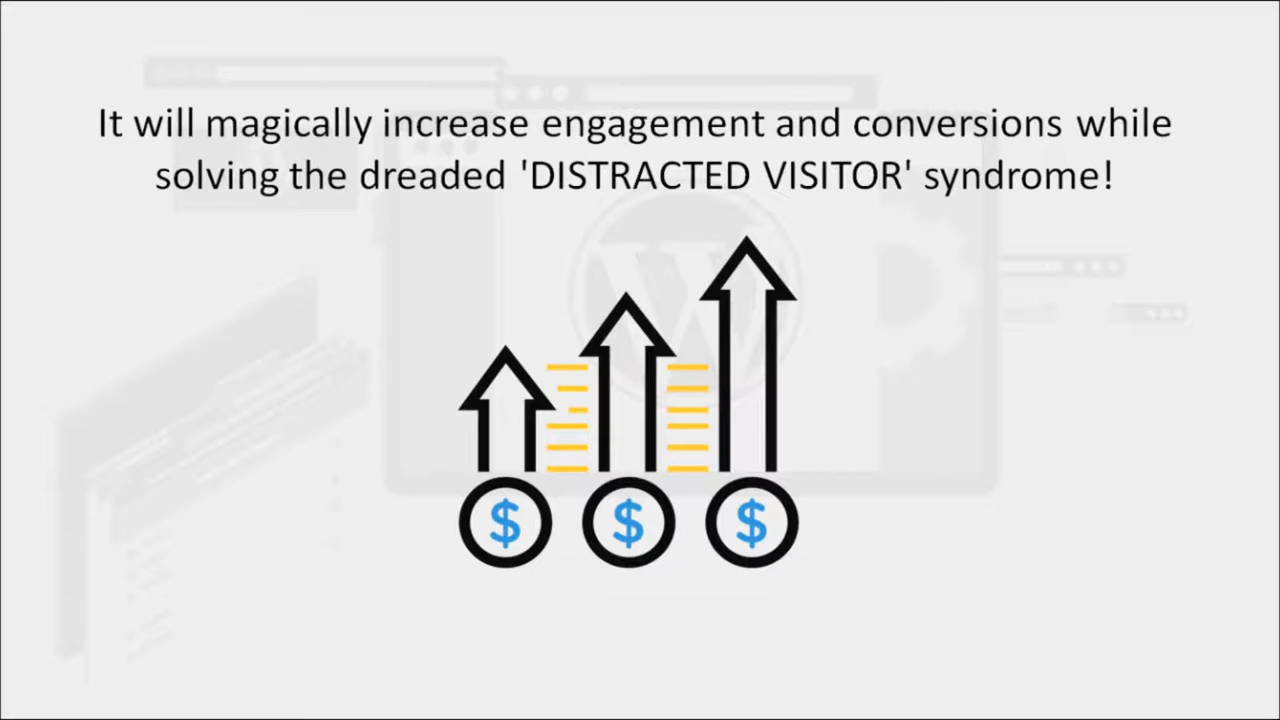 It will magically increase engagement and conversions while
solving the dreaded 'DISTRACTED VISITOR' syndrome!
$ $ $